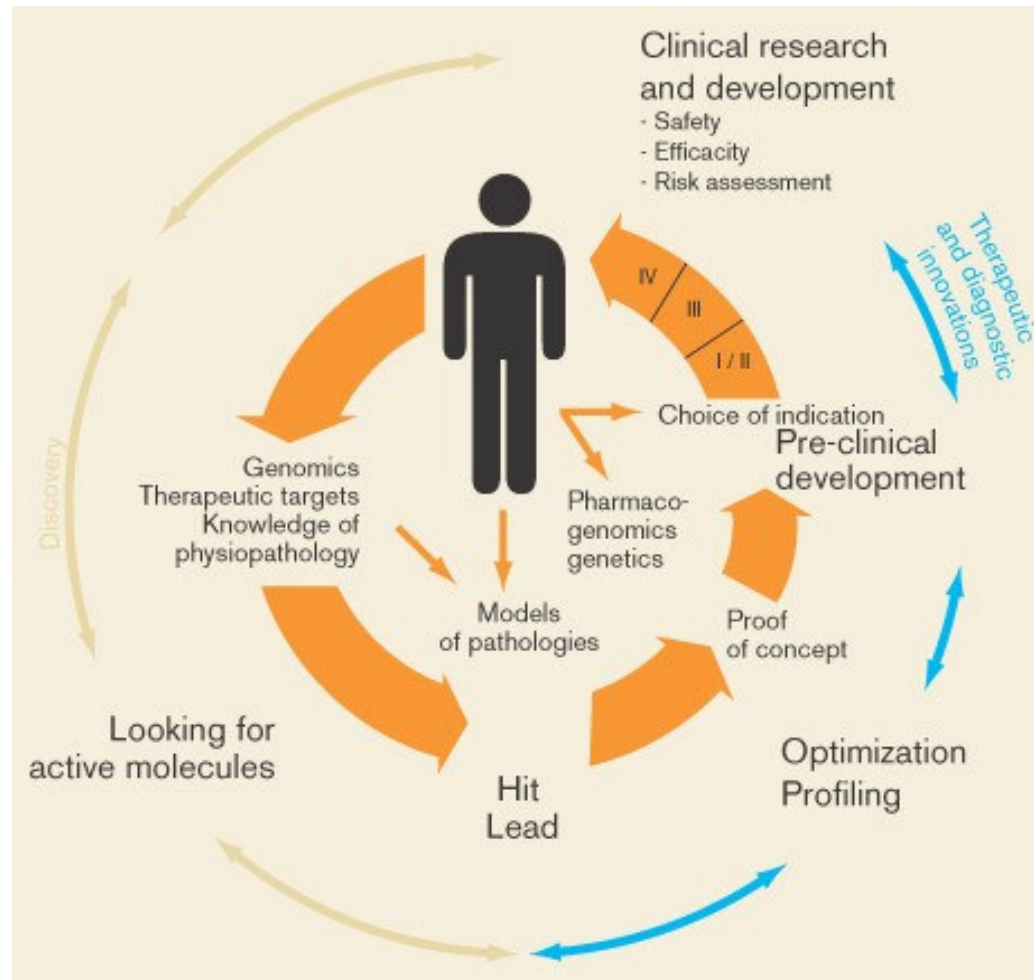 Clinical research
and development
- Safety
- Efficacity
- Risk assessment
Therapeutic
and diagnostic
innovations
IV
III
I / II
Choice of indication
Pre-clinical
development
Genomics
Therapeutic targets
Knowledge of
physiopathology
Pharmaco-
genomics
genetics
Discovery
Models
of pathologies
Proof
of concept
Looking for
active molecules
Optimization
Profiling
Hit
Lead